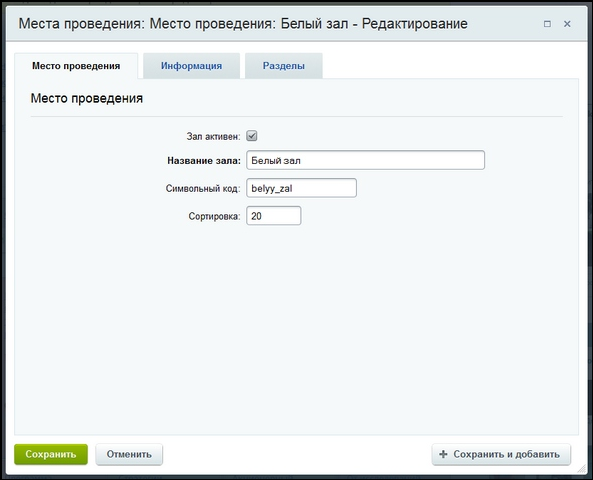 Места проведения: Место проведения: Белый зал - Редактирование
Место проведения Информация Разделы
Место проведения
Зал активен:
Название зала: Белый зал
Символьный код: belyy_zal
Сортировка: 20
Сохранить Отменить Сохранить и добавить